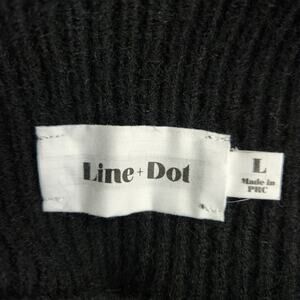 Line + Dot
L
Made in
PRC